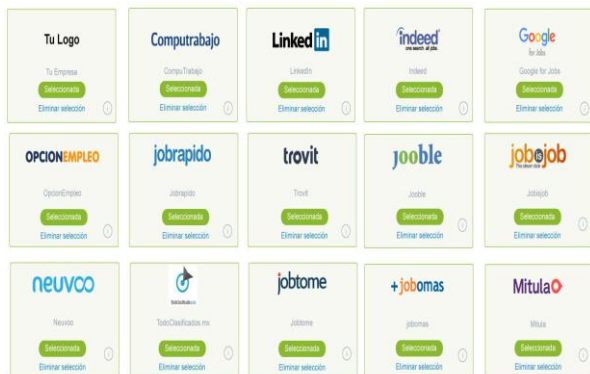 Tu Logo
Tu Empresa
Seleccionada
Eliminar selección
Computrabajo
CompuTrabajo
Seleccionada
Eliminar selección
Linked in
Linkedin
Seleccionada
Eliminar selección
indeed
one search. all jobs.
Indeed
Seleccionada
Eliminar selección
Google
for Jobs
Google for Jobs
Seleccionada
Eliminar selección
OPCIONEMPLEO
OpcionEmpleo
Seleccionada
Eliminar selección
jobrapido
Jobrapido
Seleccionada
Eliminar selección
trovit
Trovit
Seleccionada
Eliminar selección
Jooble
Jooble
Seleccionada
Eliminar selección
jobisjob
Jobisjob
Seleccionada
Eliminar selección
neuvoo
Neuvoo
Seleccionada
Eliminar selección
TodoClasificados.mx
Seleccionada
Eliminar selección
jobtome
Jobtome
Seleccionada
Eliminar selección
+jobomas
jobomas
Seleccionada
Eliminar selección
Mitula
Mitula
Seleccionada
Eliminar selección